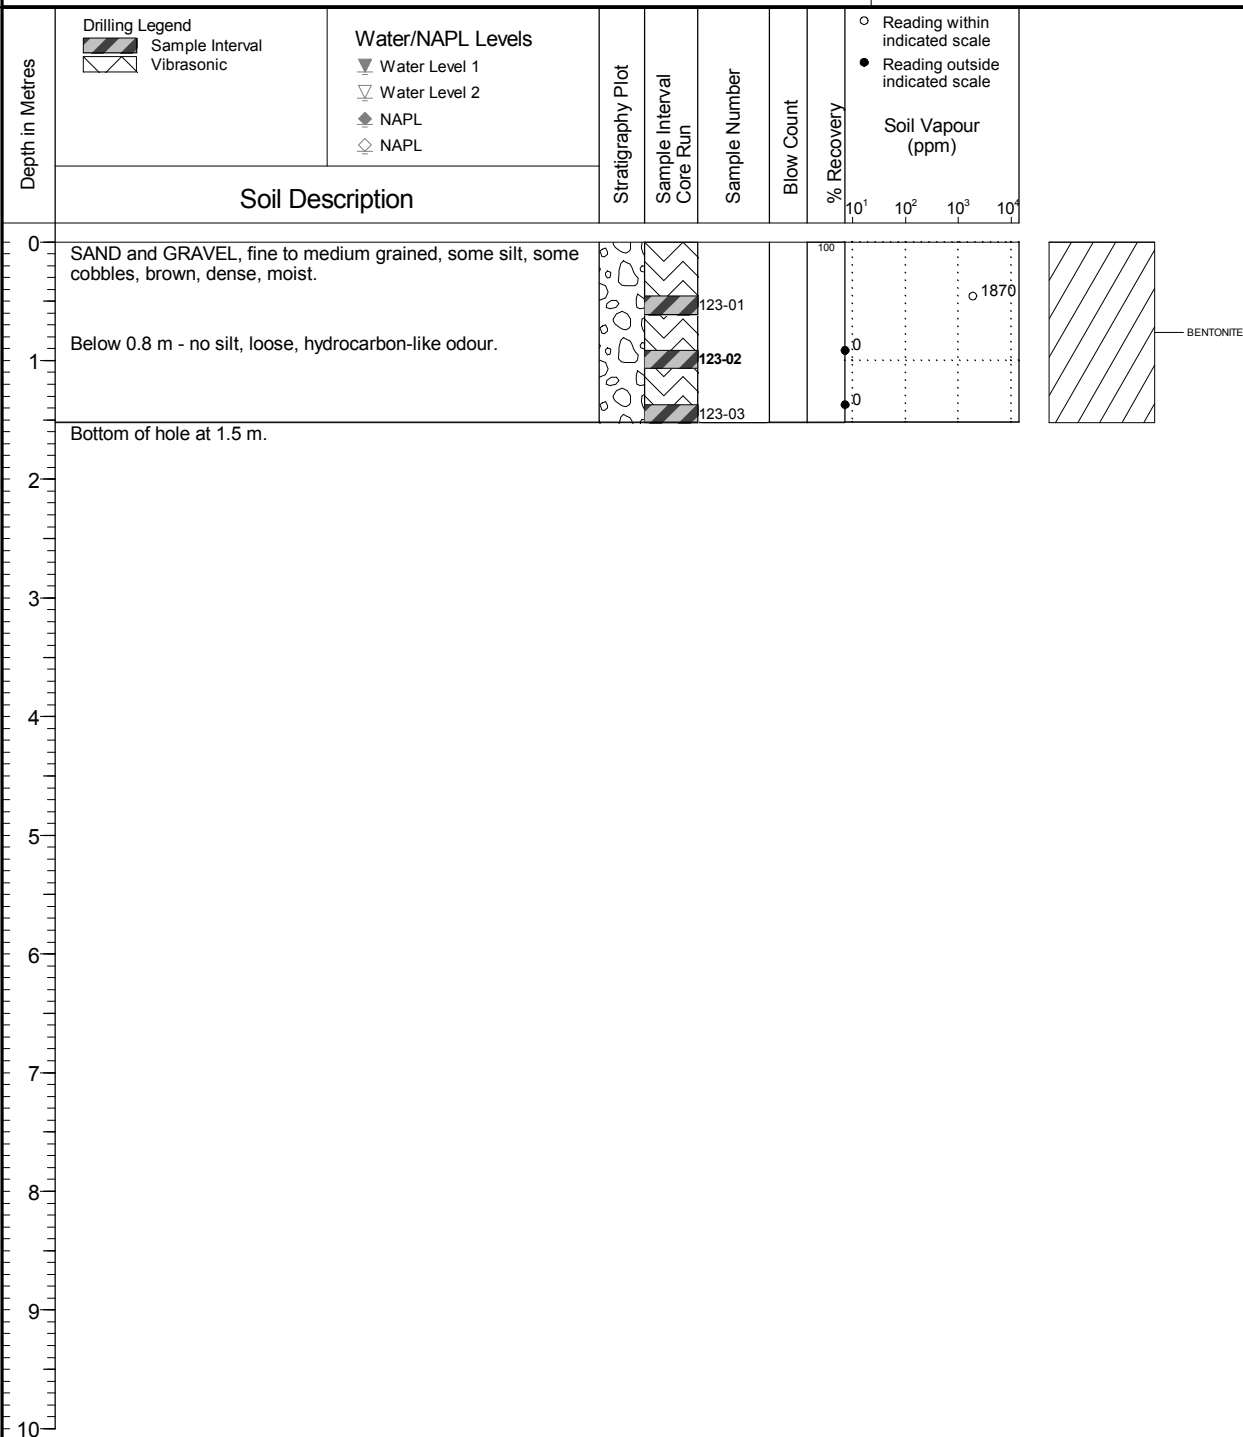 Drilling Legend
Sample Interval
Vibrasonic
Water/NAPL Levels
Water Level 1
Water Level 2
NAPL
NAPL
Depth in Metres
Soil Description
Stratigraphy Plot
Sample Interval
Core Run
Sample Number
Blow Count
% Recovery
Reading within
indicated scale
Reading outside
indicated scale
Soil Vapour
(ppm)
10¹ 10² 10³ 10⁴
0
SAND and GRAVEL, fine to medium grained, some silt, some
cobbles, brown, dense, moist.
100
1870
123-01
Below 0.8 m - no silt, loose, hydrocarbon-like odour.
BENTONITE
0
1
123-02
0
123-03
Bottom of hole at 1.5 m.
2
3
4
5
6
7
8
9
10